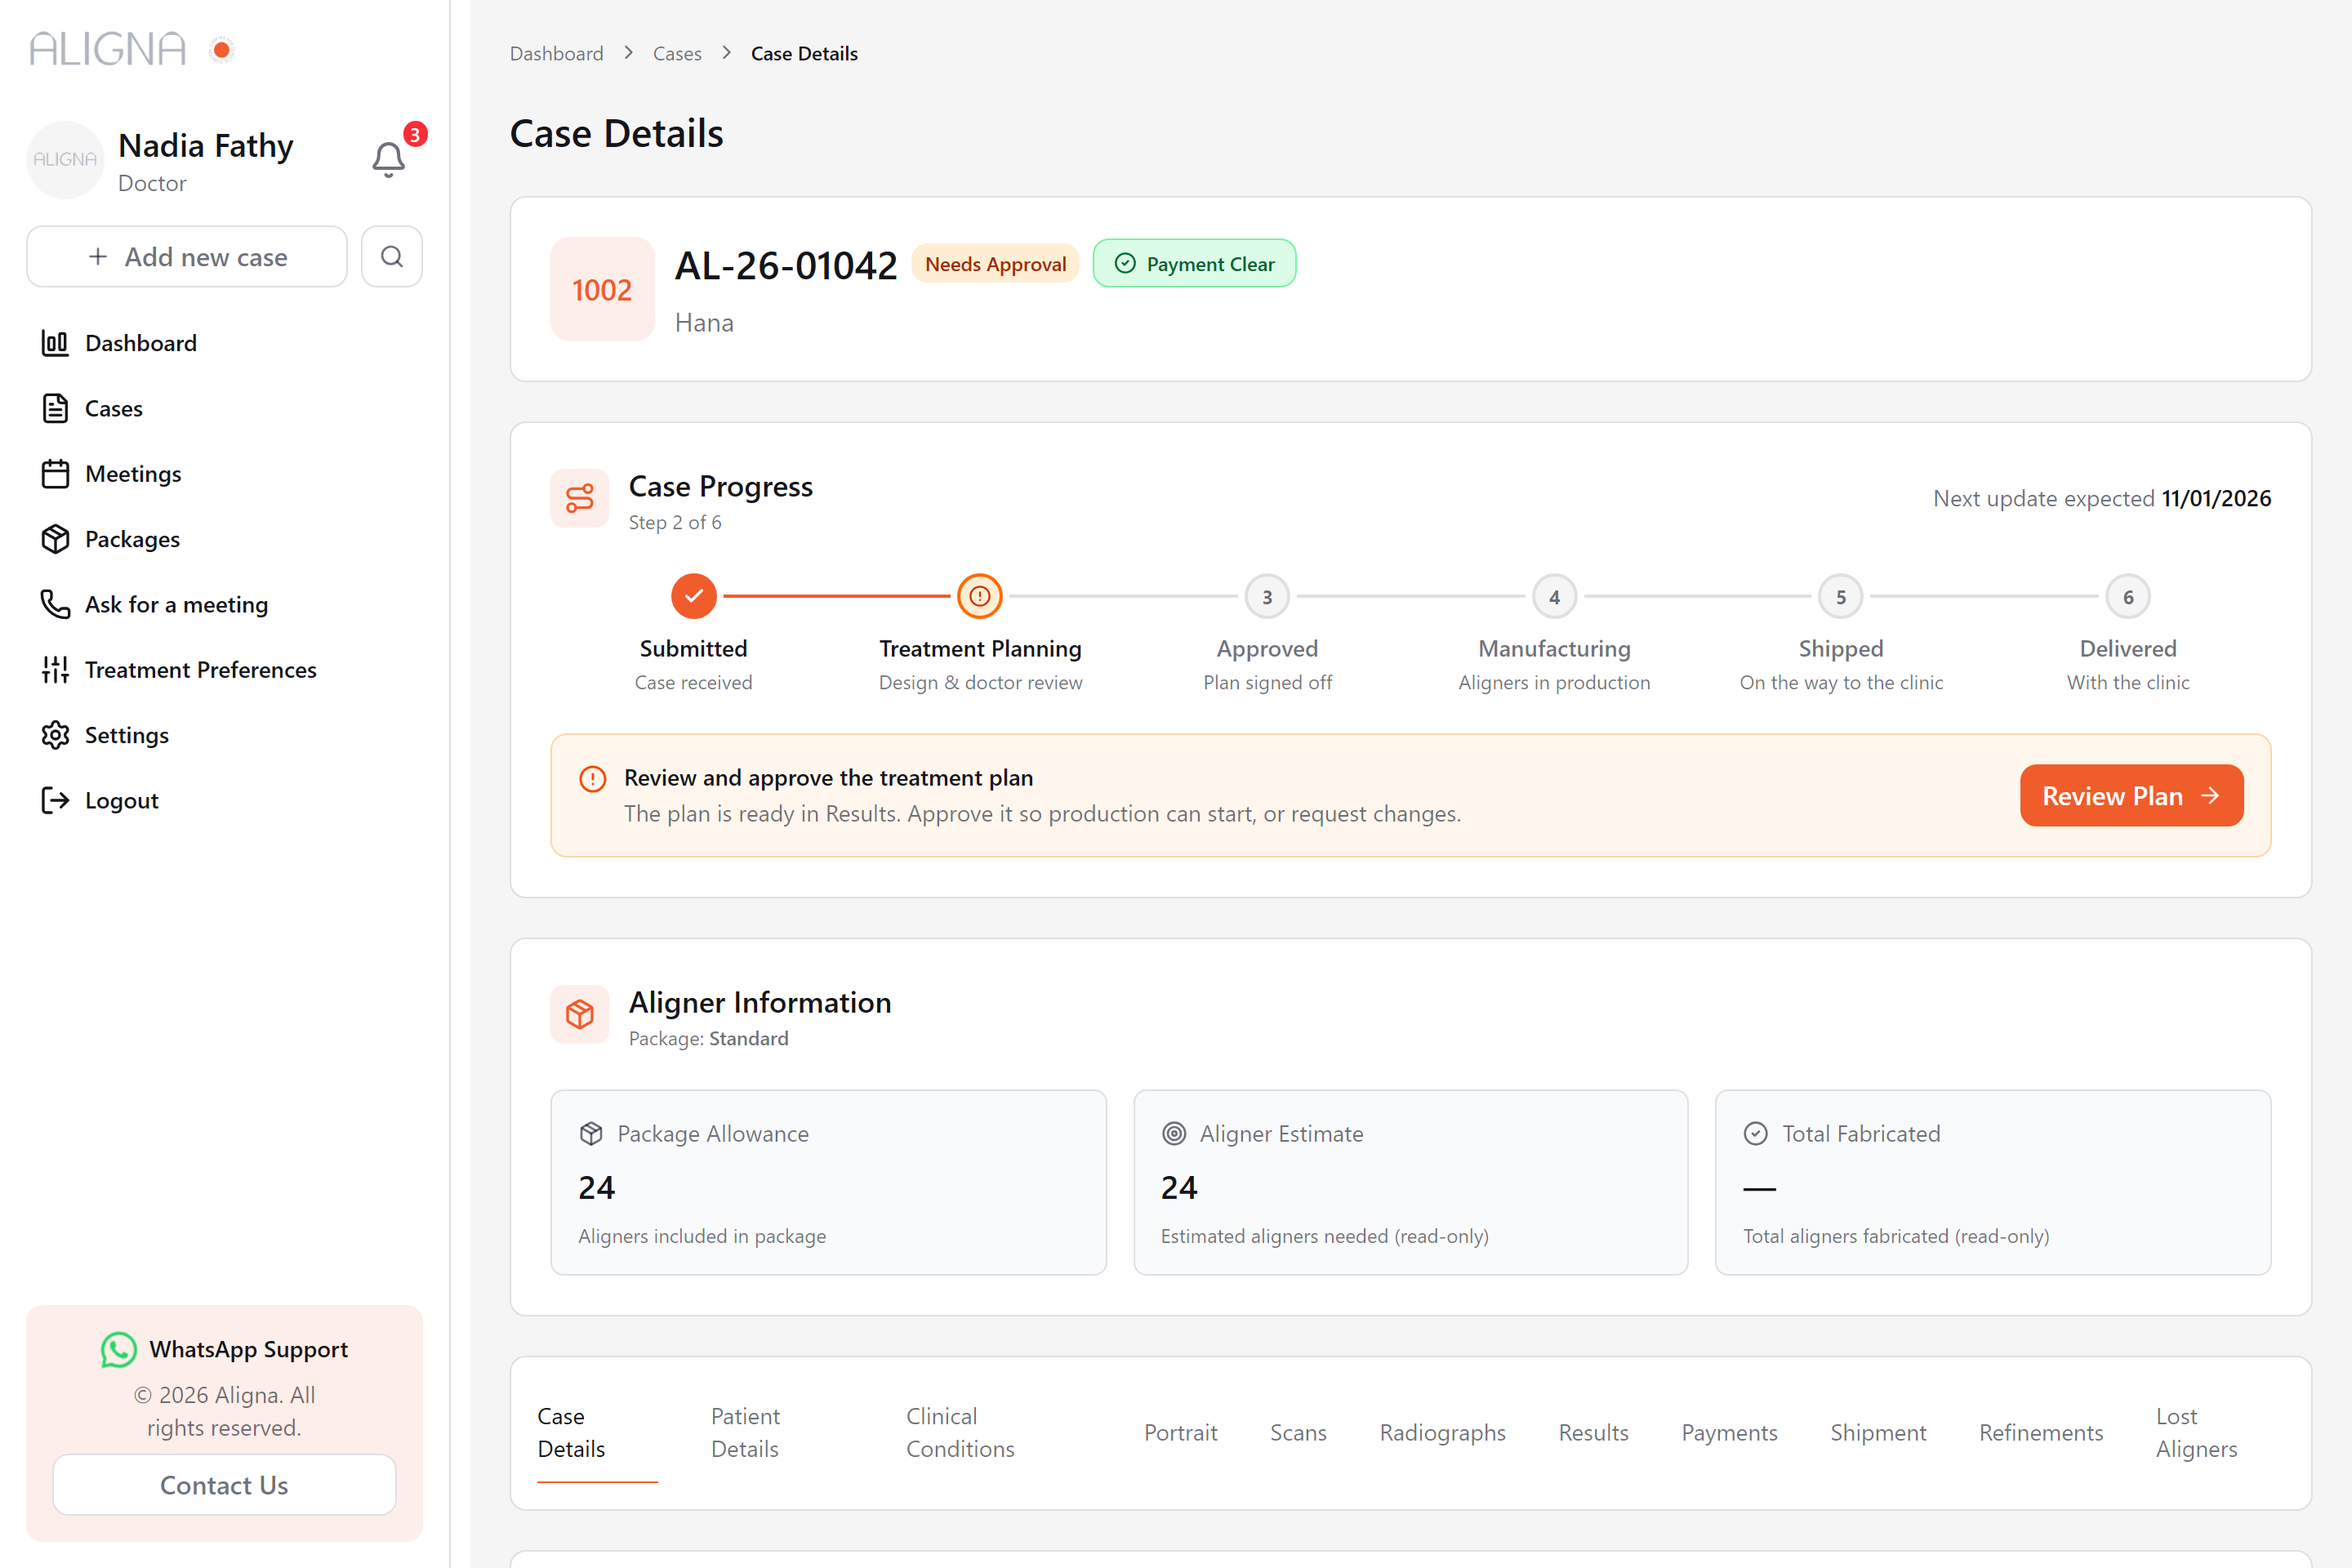 ALIGNA
ALIGNA
Nadia Fathy
Doctor
3
Add new case
Dashboard
Cases
Meetings
Packages
Ask for a meeting
Treatment Preferences
Settings
Logout
WhatsApp Support
© 2026 Aligna. All
rights reserved.
Contact Us
Dashboard > Cases > Case Details
Case Details
1002
AL-26-01042 Needs Approval Payment Clear
Hana
Case Progress
Step 2 of 6
Next update expected 11/01/2026
3 4 5 6
Submitted Treatment Planning Approved Manufacturing Shipped Delivered
Case received Design & doctor review Plan signed off Aligners in production On the way to the clinic With the clinic
Review and approve the treatment plan
The plan is ready in Results. Approve it so production can start, or request changes.
Review Plan
Aligner Information
Package: Standard
Package Allowance
24
Aligners included in package
Aligner Estimate
24
Estimated aligners needed (read-only)
Total Fabricated
—
Total aligners fabricated (read-only)
Case
Details
Patient
Details
Clinical
Conditions
Portrait
Scans
Radiographs
Results
Payments
Shipment
Refinements
Lost
Aligners